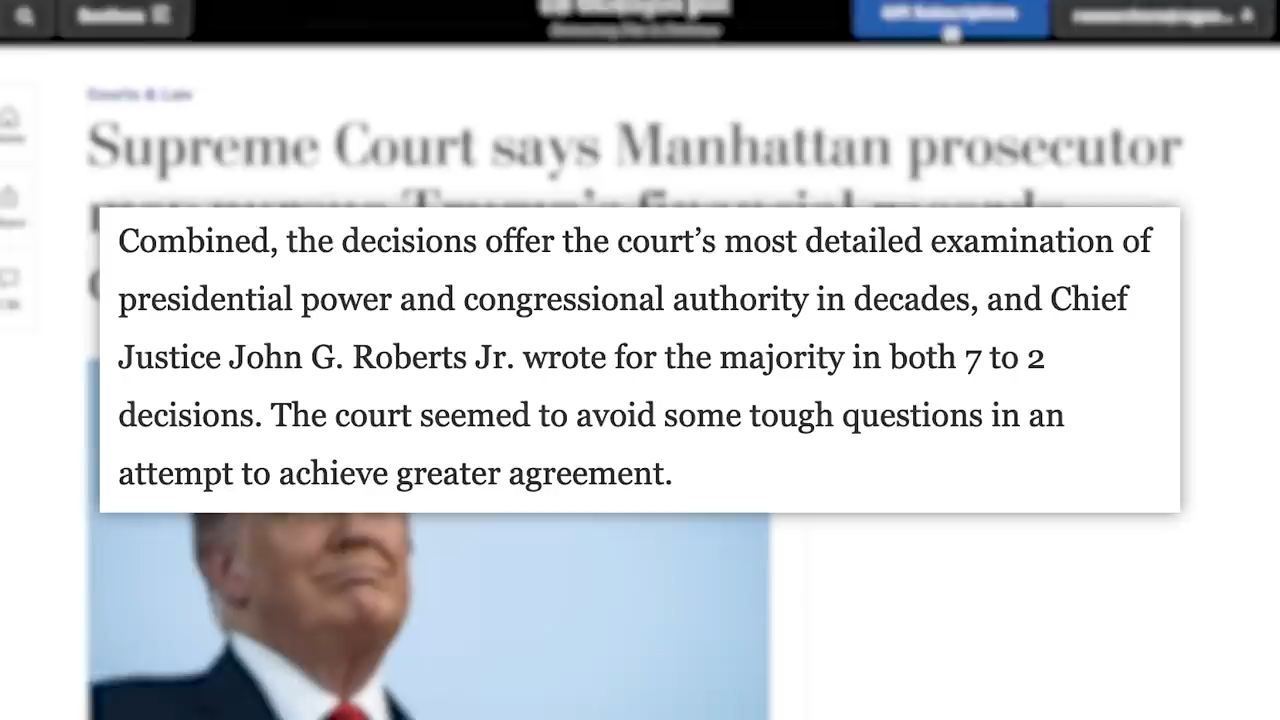 Courts & Law
Supreme Court says Manhattan prosecutor
Combined, the decisions offer the court’s most detailed examination of
presidential power and congressional authority in decades, and Chief
Justice John G. Roberts Jr. wrote for the majority in both 7 to 2
decisions. The court seemed to avoid some tough questions in an
attempt to achieve greater agreement.